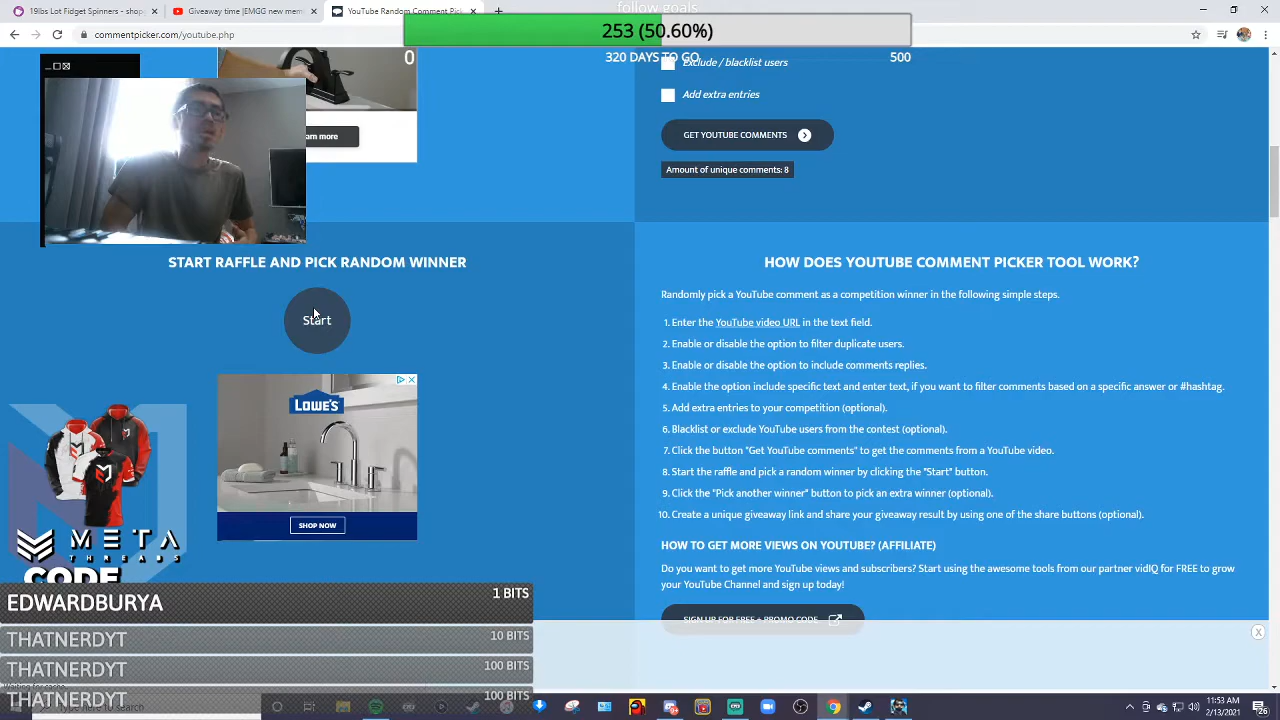 follow goals
198s Lot Fidget Spinners - shop
Giveaway winner [EMGG Meta
YouTube Comment Picker
commentpicker.com/youtube.php
253 (50.60%)
0
320 DAYS TO GO
500
Exclude / blacklist users
Add extra entries
GET YOUTUBE COMMENTS
Amount of unique comments: 8
START RAFFLE AND PICK RANDOM WINNER
Start
LOWE'S
SHOP NOW
HOW DOES YOUTUBE COMMENT PICKER TOOL WORK?
Randomly pick a YouTube comment as a competition winner in the following simple steps.
1. Enter the YouTube video URL in the text field.
2. Enable or disable the option to filter duplicate users.
3. Enable or disable the option to include comments replies.
4. Enable the option include specific text and enter text, if you want to filter comments based on a specific answer or #hashtag.
5. Add extra entries to your competition (optional).
6. Blacklist or exclude YouTube users from the contest (optional).
7. Click the button "Get YouTube comments" to get the comments from a YouTube video.
8. Start the raffle and pick a random winner by clicking the "Start" button.
9. Click the "Pick another winner" button to pick an extra winner (optional).
10. Create a unique giveaway link and share your giveaway result by using one of the share buttons (optional).
HOW TO GET MORE VIEWS ON YOUTUBE? (AFFILIATE)
Do you want to get more YouTube views and subscribers? Start using the awesome tools from our partner vidIQ for FREE to grow
your YouTube Channel and sign up today!
SIGN UP FOR FREE + PROMO CODE
META
THREADS
CODE
EDWARDBURYA 1 BITS
THATNERDYT 10 BITS
THATNERDYT 100 BITS
THATNERDYT 100 BITS
11:53 AM
2/13/2021